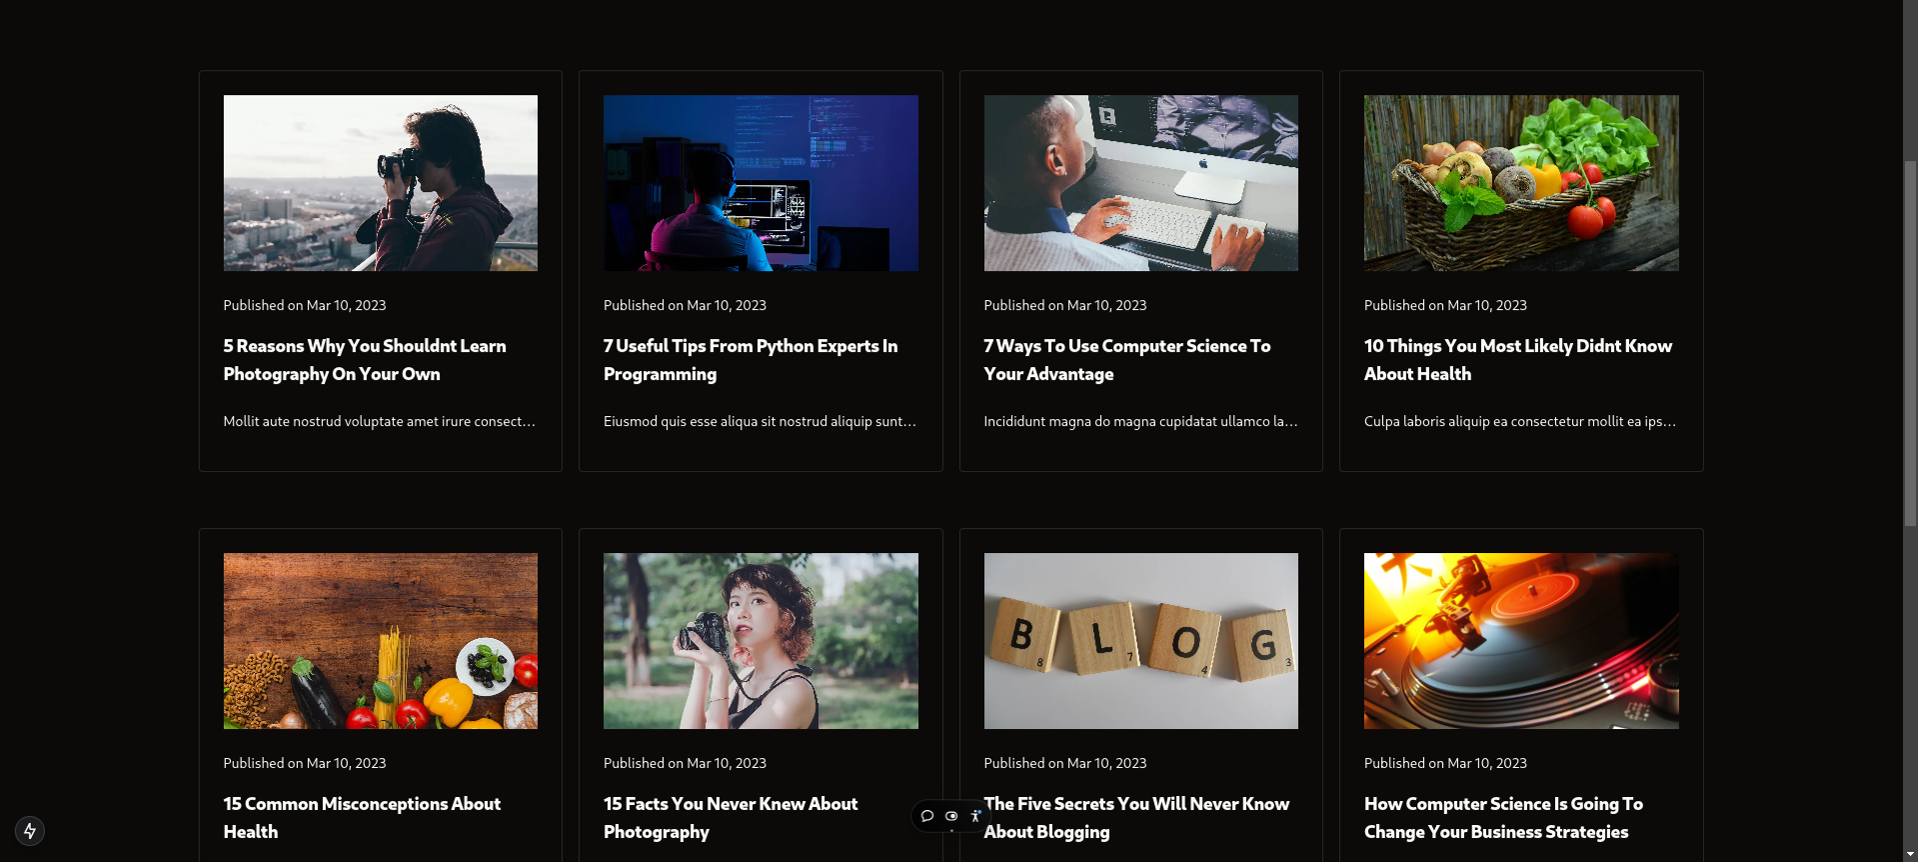 Published on Mar 10, 2023
5 Reasons Why You Shouldnt Learn
Photography On Your Own
Mollit aute nostrud voluptate amet irure consect...
Published on Mar 10, 2023
7 Useful Tips From Python Experts In
Programming
Eiusmod quis esse aliqua sit nostrud aliquip sunt...
Published on Mar 10, 2023
7 Ways To Use Computer Science To
Your Advantage
Incididunt magna do magna cupidatat ullamco la...
Published on Mar 10, 2023
10 Things You Most Likely Didnt Know
About Health
Culpa laboris aliquip ea consectetur mollit ea ips...
Published on Mar 10, 2023
15 Common Misconceptions About
Health
Published on Mar 10, 2023
15 Facts You Never Knew About
Photography
B8 L7 O4 G3
Published on Mar 10, 2023
The Five Secrets You Will Never Know
About Blogging
Published on Mar 10, 2023
How Computer Science Is Going To
Change Your Business Strategies